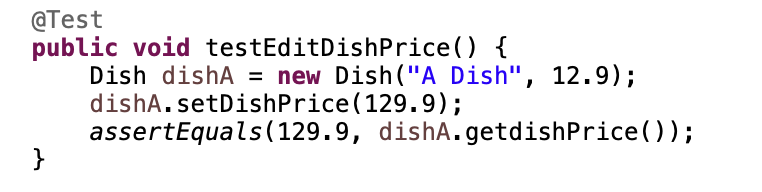 @Test
public void testEditDishPrice() {
    Dish dishA = new Dish("A Dish", 12.9);
    dishA.setDishPrice(129.9);
    assertEquals(129.9, dishA.getdishPrice());
}